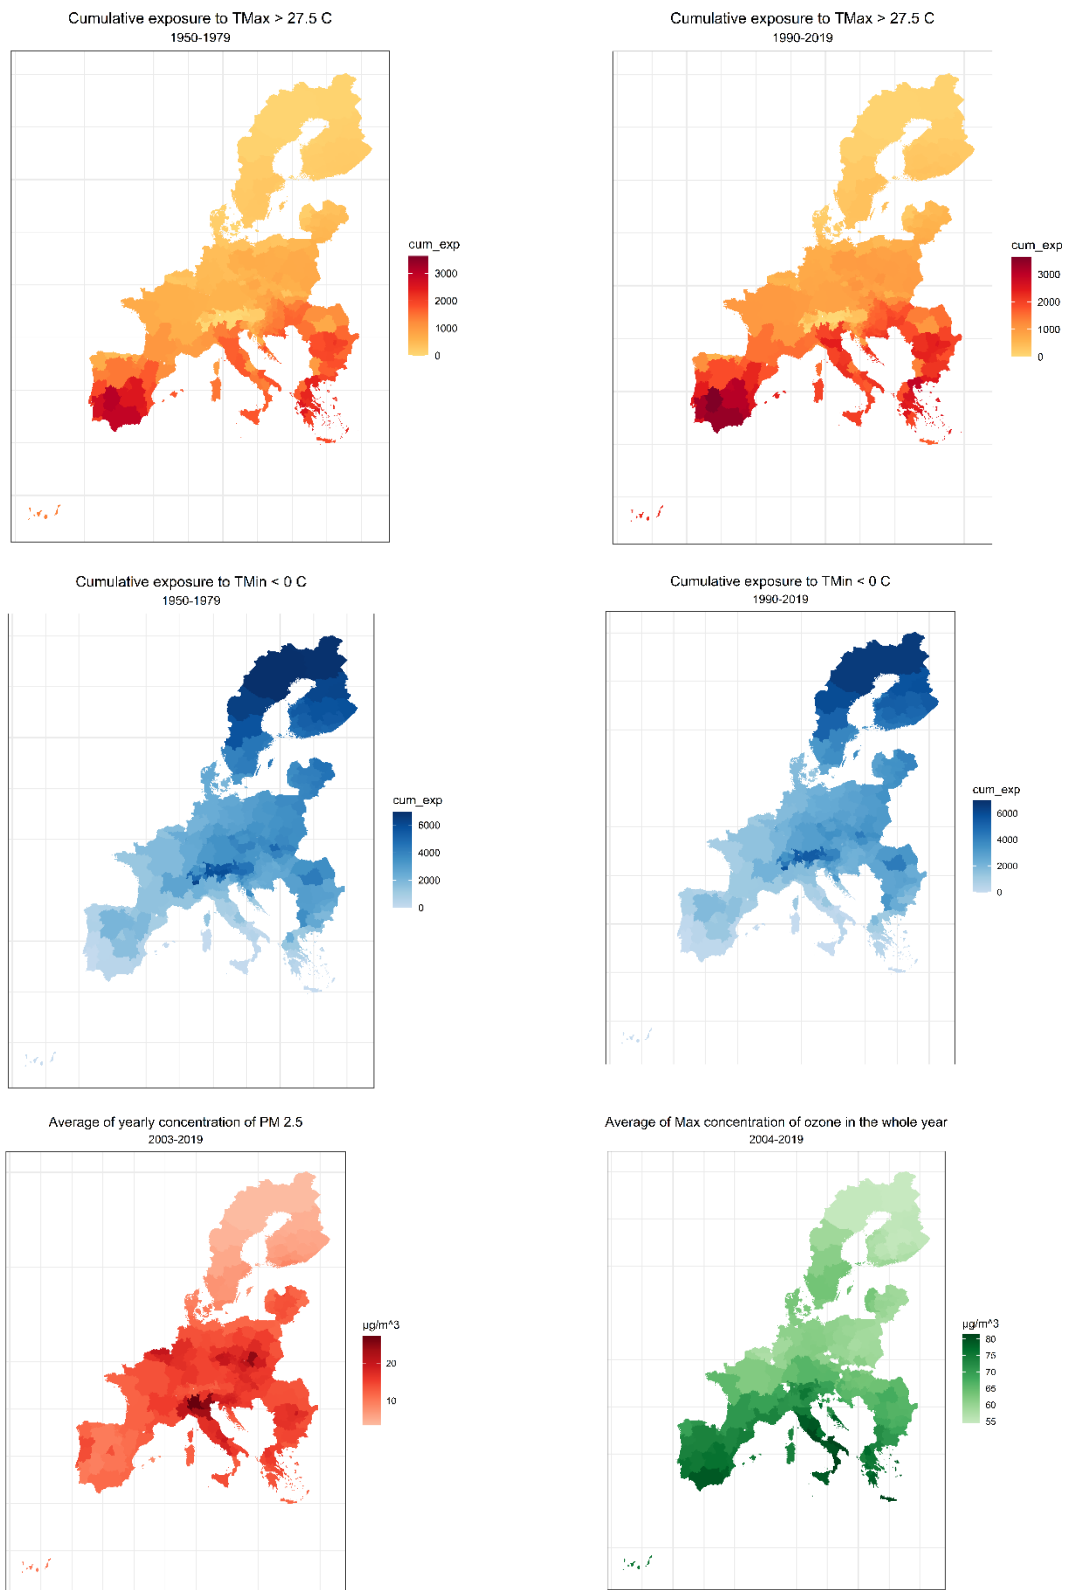 Cumulative exposure to TMax > 27.5 C
1950-1979
cum_exp
3000
2000
1000
0
Cumulative exposure to TMax > 27.5 C
1990-2019
cum_exp
3000
2000
1000
0
Cumulative exposure to TMin < 0 C
1950-1979
cum_exp
6000
4000
2000
0
Cumulative exposure to TMin < 0 C
1990-2019
cum_exp
6000
4000
2000
0
Average of yearly concentration of PM 2.5
2003-2019
µg/m^3
20
10
Average of Max concentration of ozone in the whole year
2004-2019
µg/m^3
80
75
70
65
60
55